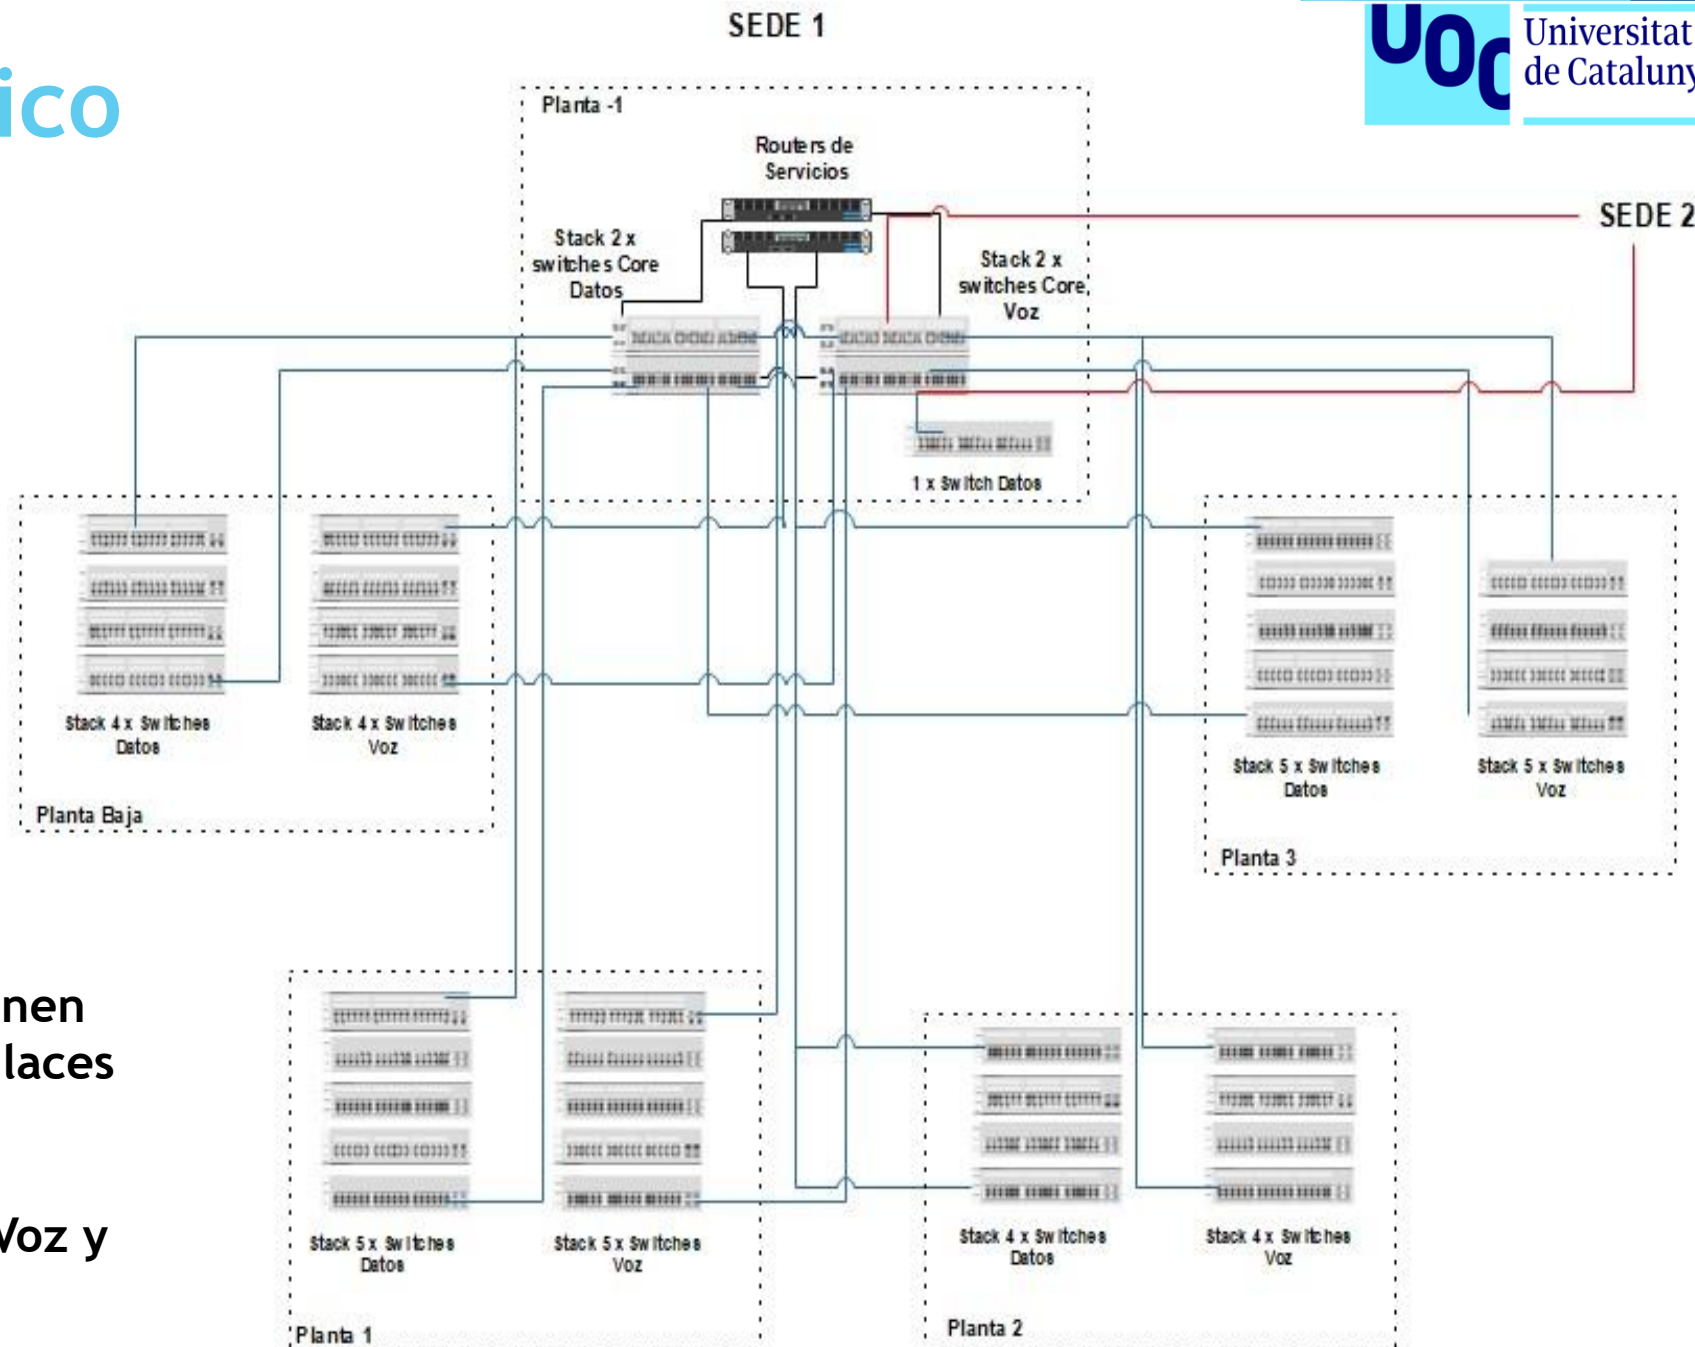 SEDE 1
ico
UOC
Universitat
de Cataluny
Planta -1
Routers de
Servicios
SEDE 2
Stack 2 x
switches Core
Datos
Stack 2 x
switches Core
Voz
1 x Switch Datos
Stack 4 x Switches
Datos
Stack 4 x Switches
Voz
Planta Baja
Stack 5 x Switches
Datos
Stack 5 x Switches
Voz
Planta 3
nen
laces
Voz y
Stack 5 x Switches
Datos
Stack 5 x Switches
Voz
Planta 1
Stack 4 x Switches
Datos
Stack 4 x Switches
Voz
Planta 2